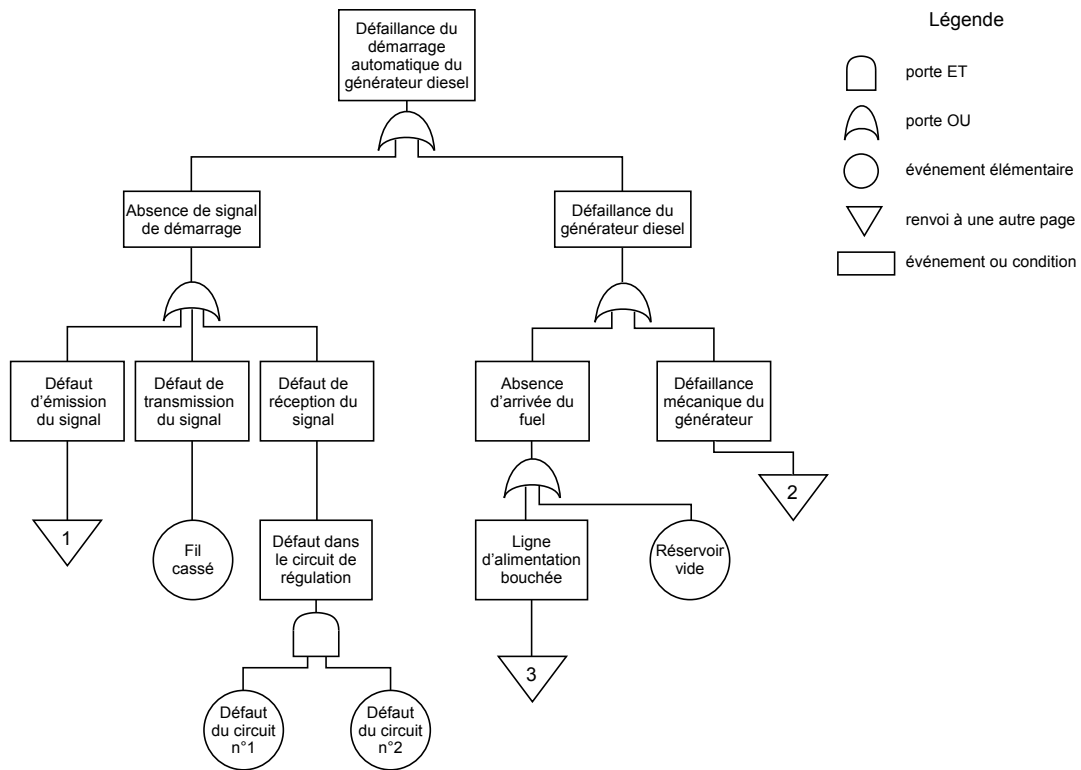 Défaillance du
démarrage
automatique du
générateur diesel
Légende
porte ET
porte OU
événement élémentaire
renvoi à une autre page
événement ou condition
Absence de signal
de démarrage
Défaillance du
générateur diesel
Défaut
d'émission
du signal
Défaut de
transmission
du signal
Défaut de
réception du
signal
Absence
d'arrivée du
fuel
Défaillance
mécanique du
générateur
1
Fil
cassé
Défaut dans
le circuit de
régulation
Ligne
d'alimentation
bouchée
Réservoir
vide
2
3
Défaut
du circuit
n°1
Défaut
du circuit
n°2